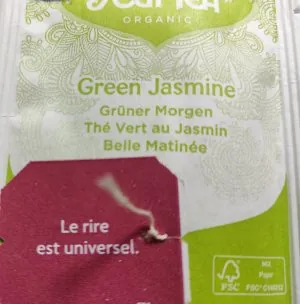 ORGANIC
Green Jasmine
Grüner Morgen
Thé Vert au Jasmin
Belle Matinée
Le rire
est universel.
FSC